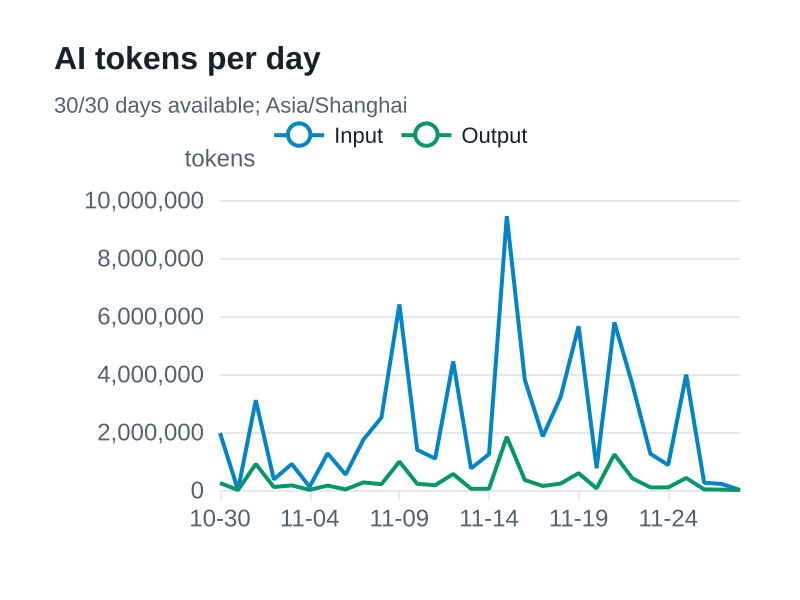 AI tokens per day
30/30 days available; Asia/Shanghai
Input Output
tokens
10,000,000
8,000,000
6,000,000
4,000,000
2,000,000
0
10-30 11-04 11-09 11-14 11-19 11-24